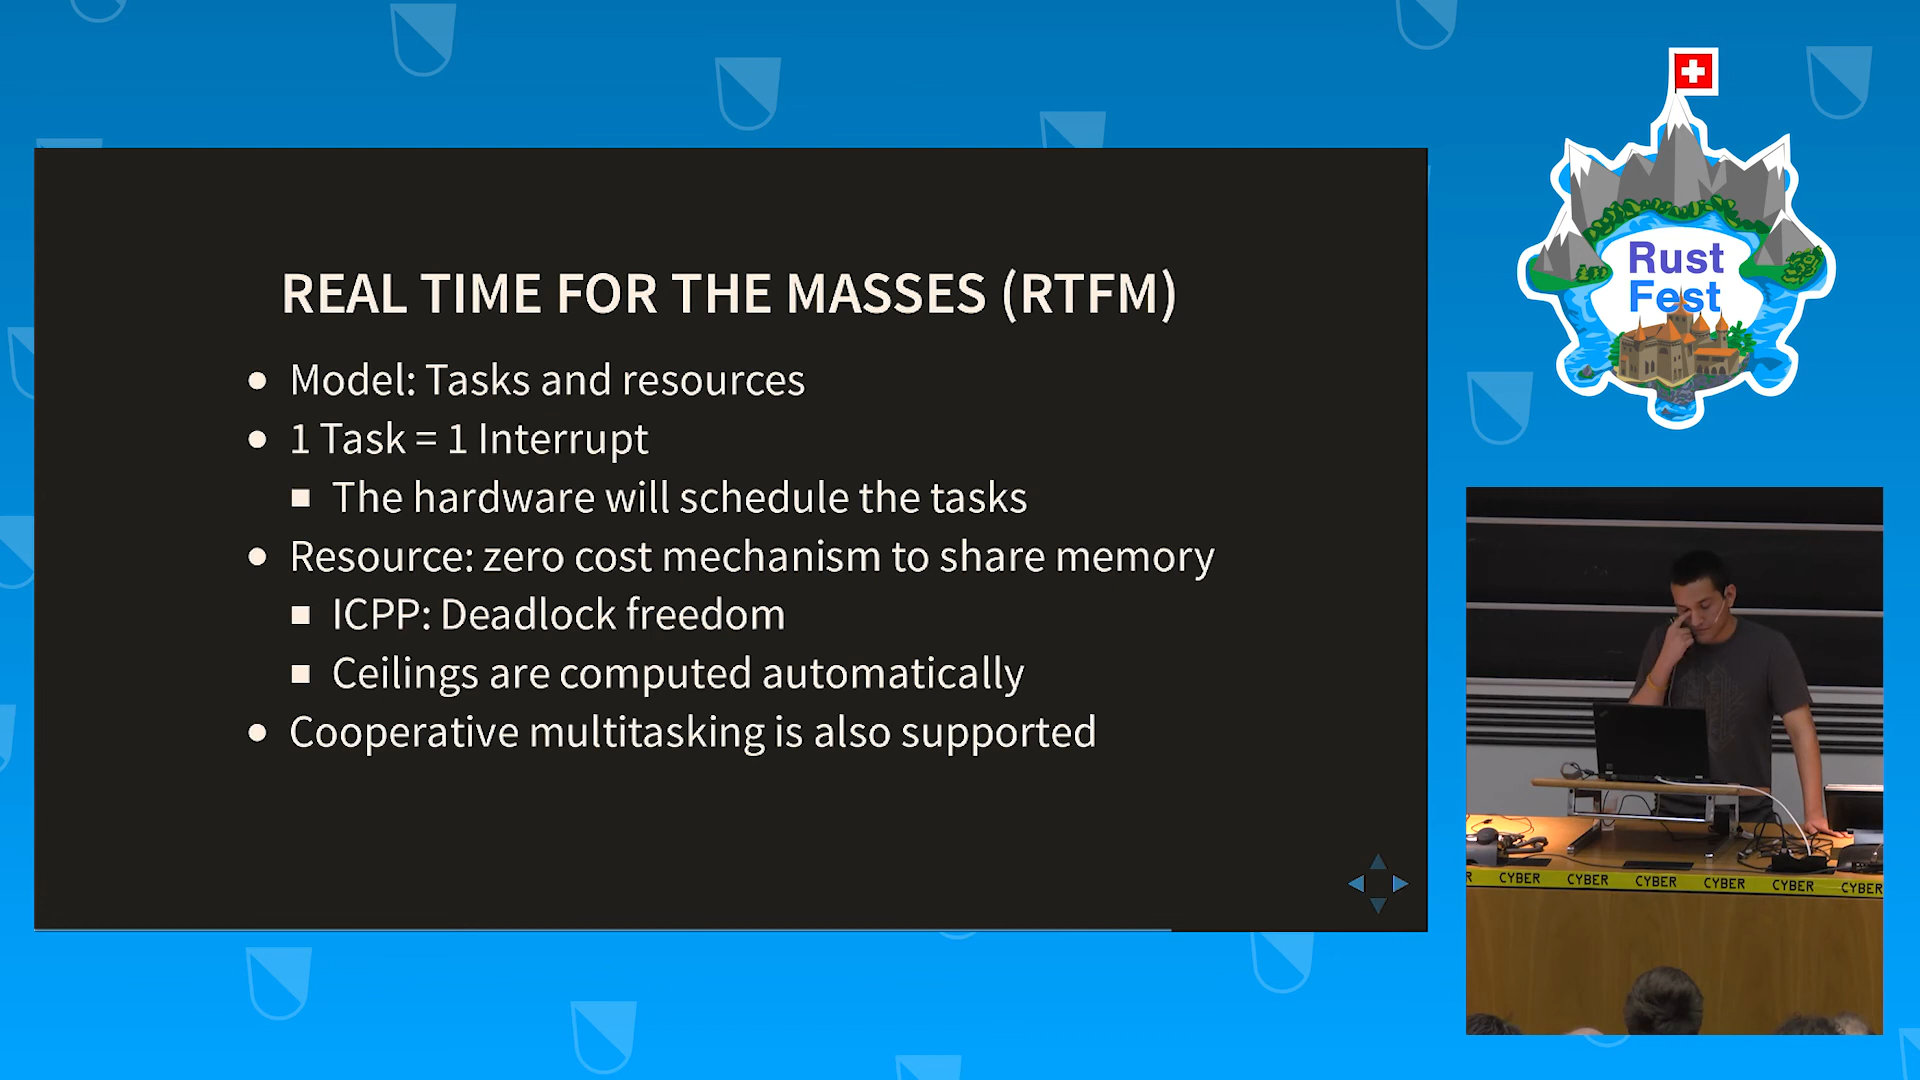 REAL TIME FOR THE MASSES (RTFM)
Model: Tasks and resources
1 Task = 1 Interrupt
The hardware will schedule the tasks
Resource: zero cost mechanism to share memory
ICPP: Deadlock freedom
Ceilings are computed automatically
Cooperative multitasking is also supported
Rust
Fest
R CYBER CYBER CYBER CYBER CYBER CYBER